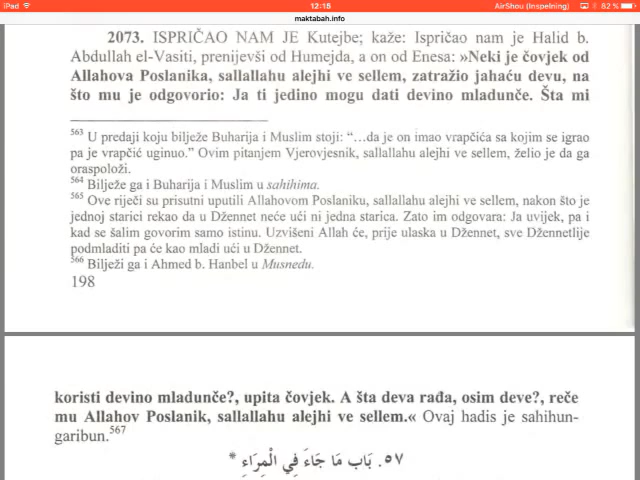 iPad 12:15 AirShou (Inspelning) 82 %
maktabah.info
2073. ISPRIČAO NAM JE Kutejbe; kaže: Ispričao nam je Halid b.
Abdullah el-Vasiti, prenijevši od Humejda, a on od Enesa: »Neki je čovjek od
Allahova Poslanika, sallallahu alejhi ve sellem, zatražio jahaću devu, na
što mu je odgovorio: Ja ti jedino mogu dati devino mladunče. Šta mi
563 U predaji koju bilježe Buharija i Muslim stoji: “…da je on imao vrapčića sa kojim se igrao
pa je vrapčić uginuo.” Ovim pitanjem Vjerovjesnik, sallallahu alejhi ve sellem, želio je da ga
oraspoloži.
564 Bilježe ga i Buharija i Muslim u sahihima.
565 Ove riječi su prisutni uputili Allahovom Poslaniku, sallallahu alejhi ve sellem, nakon što je
jednoj starici rekao da u Džennet neće ući ni jedna starica. Zato im odgovara: Ja uvijek, pa i
kad se šalim govorim samo istinu. Uzvišeni Allah će, prije ulaska u Džennet, sve Džennetlije
podmladiti pa će kao mladi ući u Džennet.
566 Bilježi ga i Ahmed b. Hanbel u Musnedu.
198
koristi devino mladunče?, upita čovjek. A šta deva rađa, osim deve?, reče
mu Allahov Poslanik, sallallahu alejhi ve sellem.« Ovaj hadis je sahihun-
garibun.567
٥٧. بَاب مَا جَاءَ فِي الْمِرَاءِ *